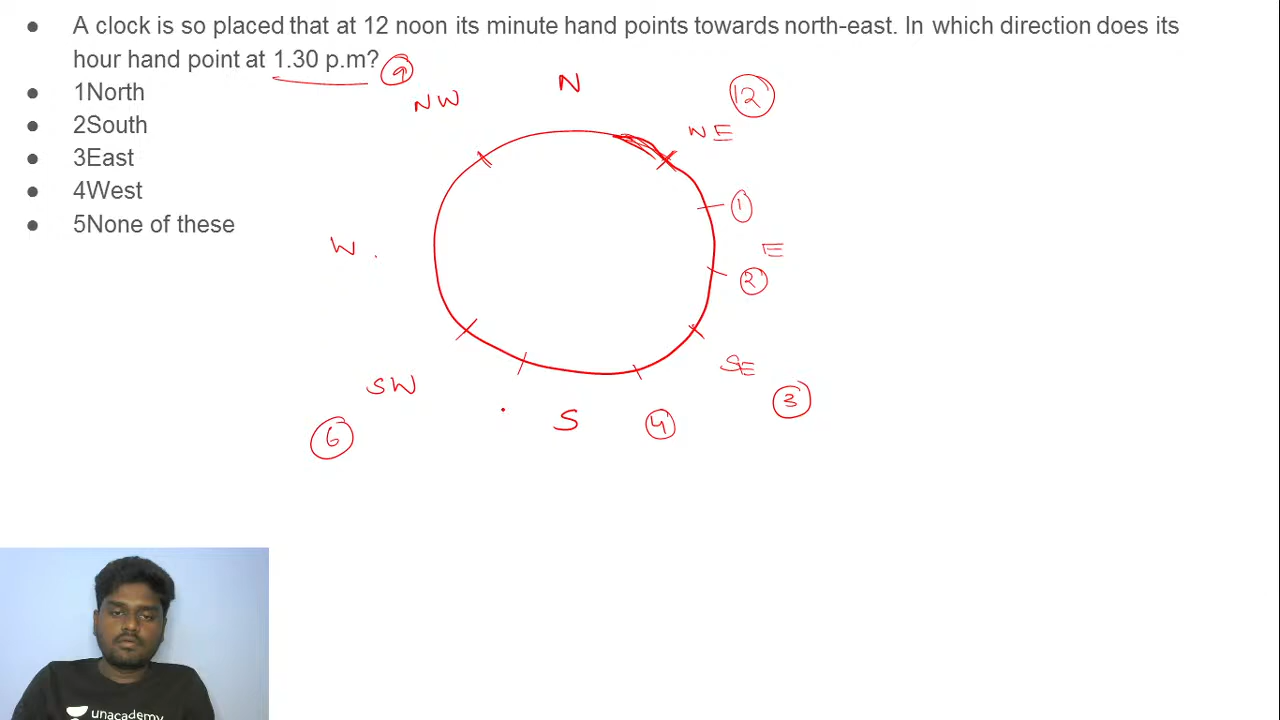 ● A clock is so placed that at 12 noon its minute hand points towards north-east. In which direction does its
hour hand point at 1.30 p.m?
● 1North
● 2South
● 3East
● 4West
● 5None of these
9
N
12
NW
NE
1
W .
E
2
SE
SW
3
S
4
6
unacademy